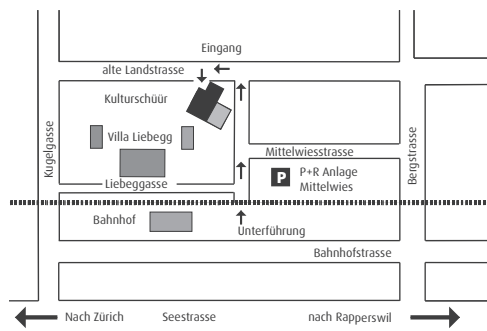 Eingang
alte Landstrasse
Kulturschüür
Kugelgasse
Villa Liebegg
Mittelwiesstrasse
Bergstrasse
P
P+R Anlage
Mittelwies
Liebeggasse
Bahnhof
Unterführung
Bahnhofstrasse
Nach Zürich
Seestrasse
nach Rapperswil